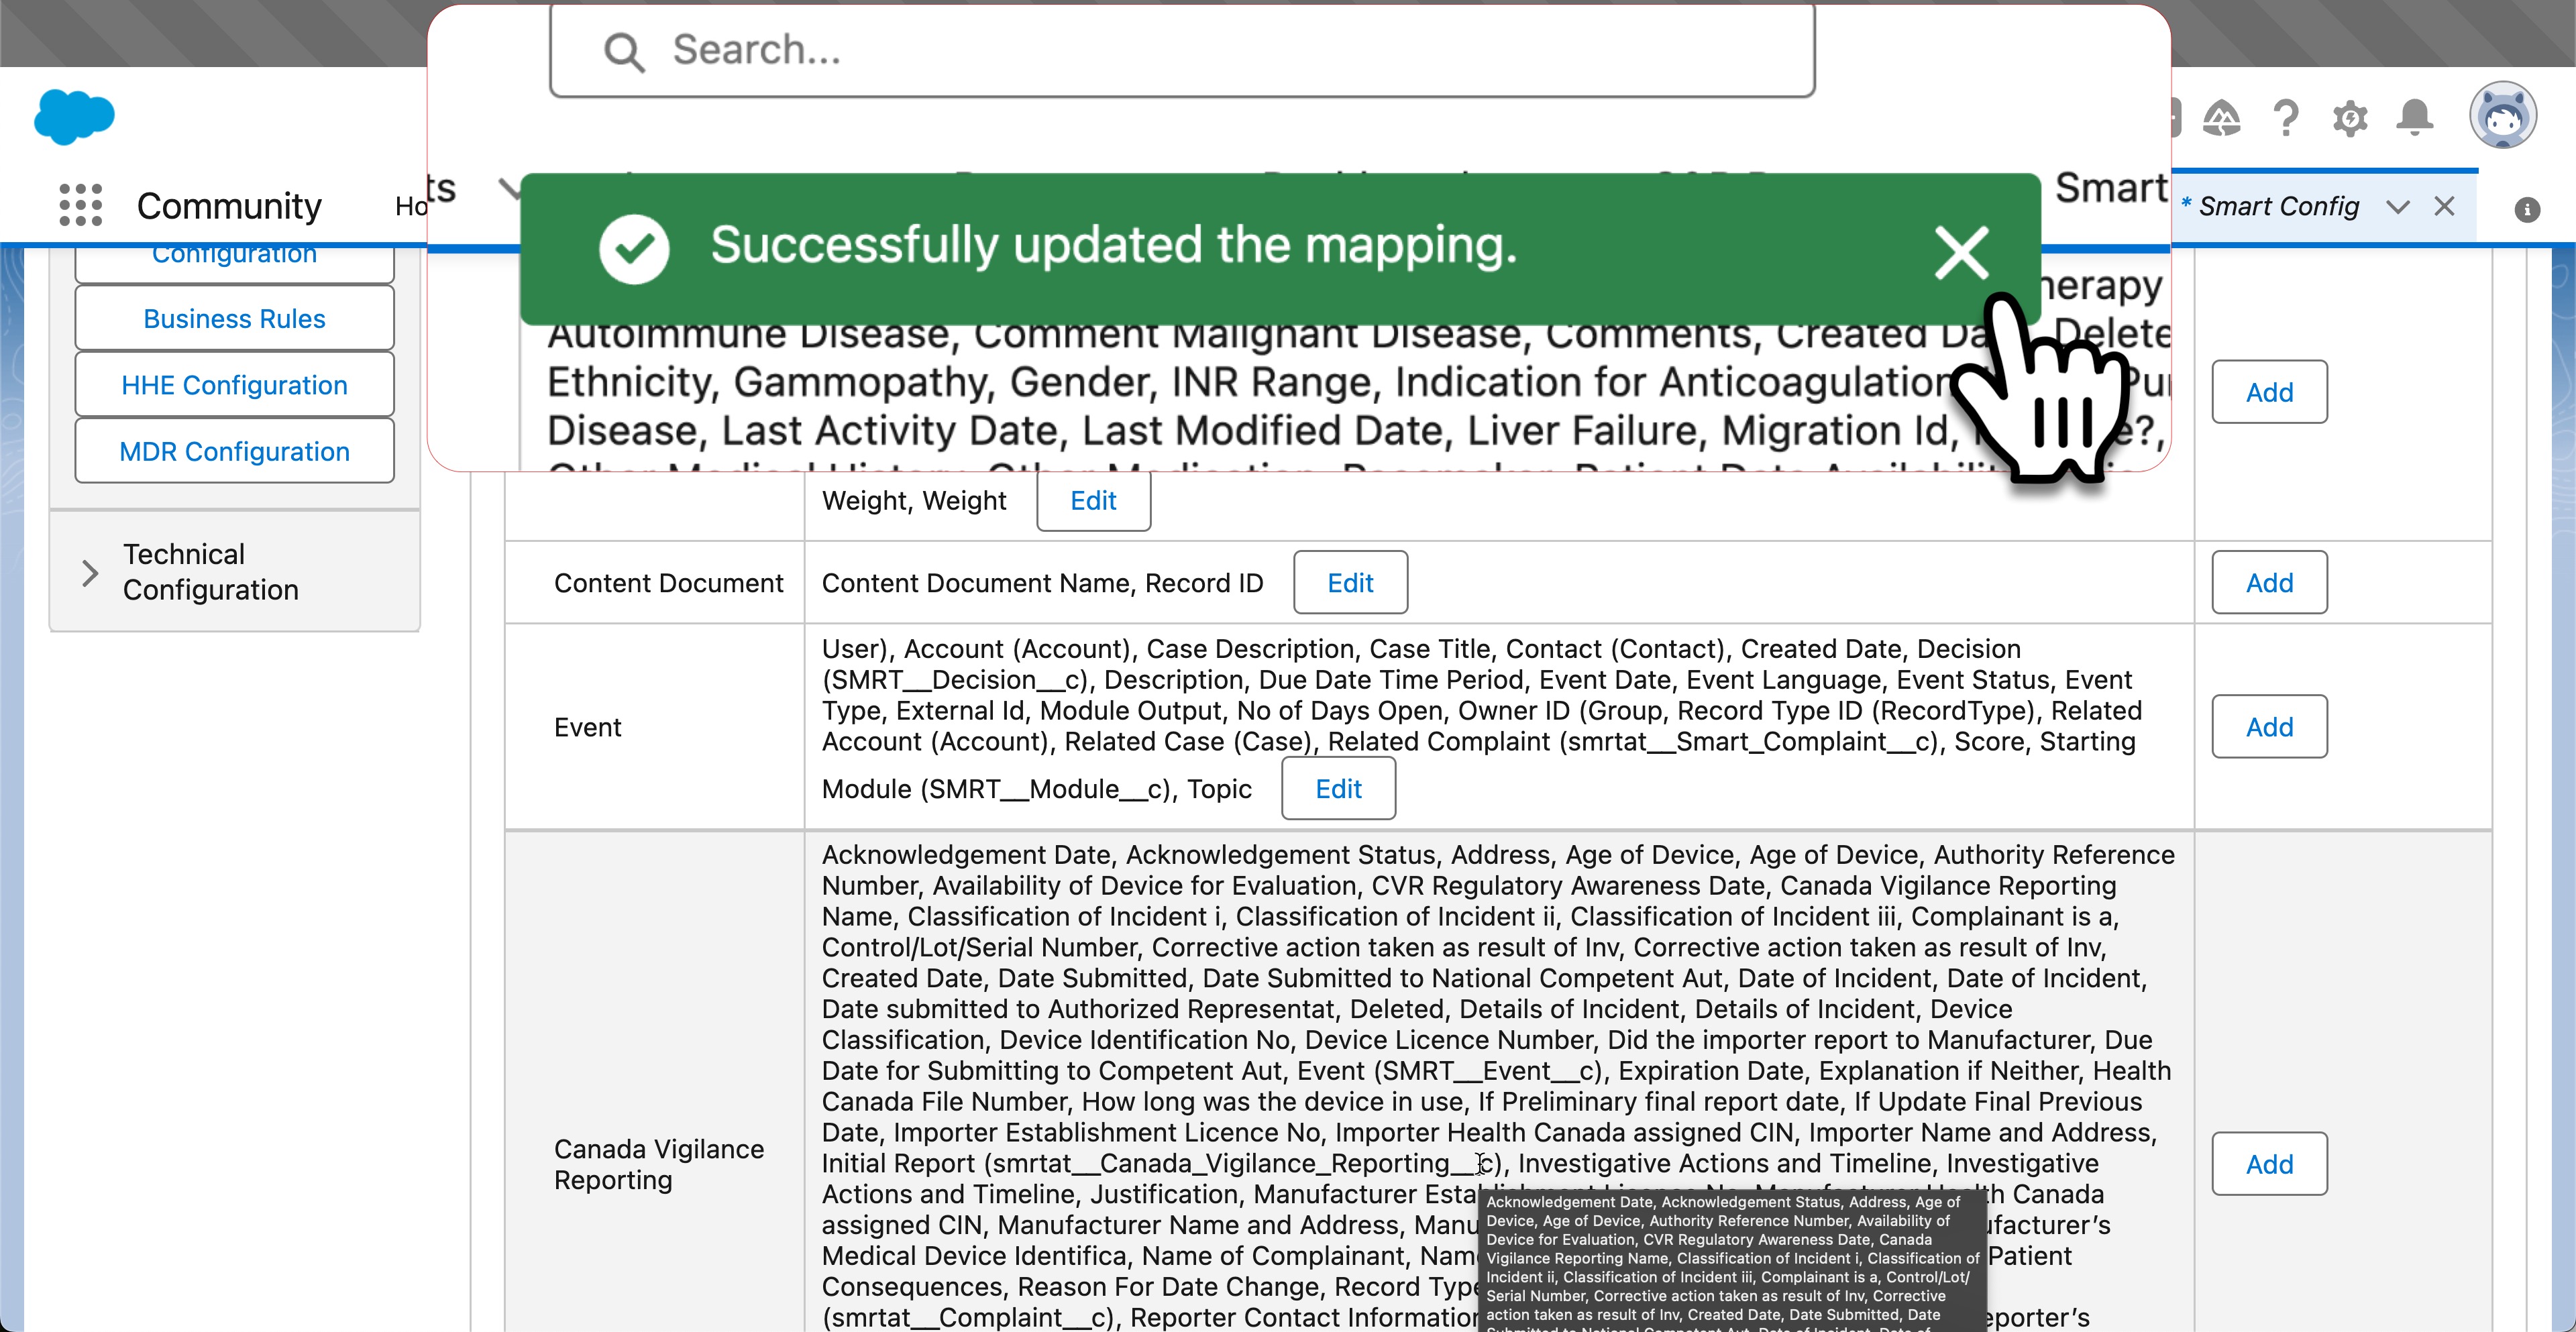 Search...
Community
Ho
ts
Smart
* Smart Config
Successfully updated the mapping.
Configuration
Business Rules
HHE Configuration
MDR Configuration
Technical
Configuration
herapy
Autoimmune Disease, Comment Malignant Disease, Comments, Created Da Delete
Ethnicity, Gammopathy, Gender, INR Range, Indication for Anticoagulation Pur
Disease, Last Activity Date, Last Modified Date, Liver Failure, Migration Id, e?,
Weight, Weight Edit
Add
Content Document
Content Document Name, Record ID Edit
Add
Event
User), Account (Account), Case Description, Case Title, Contact (Contact), Created Date, Decision
(SMRT__Decision__c), Description, Due Date Time Period, Event Date, Event Language, Event Status, Event
Type, External Id, Module Output, No of Days Open, Owner ID (Group, Record Type ID (RecordType), Related
Account (Account), Related Case (Case), Related Complaint (smrtat__Smart_Complaint__c), Score, Starting
Module (SMRT__Module__c), Topic Edit
Add
Canada Vigilance
Reporting
Acknowledgement Date, Acknowledgement Status, Address, Age of Device, Age of Device, Authority Reference
Number, Availability of Device for Evaluation, CVR Regulatory Awareness Date, Canada Vigilance Reporting
Name, Classification of Incident i, Classification of Incident ii, Classification of Incident iii, Complainant is a,
Control/Lot/Serial Number, Corrective action taken as result of Inv, Corrective action taken as result of Inv,
Created Date, Date Submitted, Date Submitted to National Competent Aut, Date of Incident, Date of Incident,
Date submitted to Authorized Representat, Deleted, Details of Incident, Details of Incident, Device
Classification, Device Identification No, Device Licence Number, Did the importer report to Manufacturer, Due
Date for Submitting to Competent Aut, Event (SMRT__Event__c), Expiration Date, Explanation if Neither, Health
Canada File Number, How long was the device in use, If Preliminary final report date, If Update Final Previous
Date, Importer Establishment Licence No, Importer Health Canada assigned CIN, Importer Name and Address,
Initial Report (smrtat__Canada_Vigilance_Reporting__c), Investigative Actions and Timeline, Investigative
Actions and Timeline, Justification, Manufacturer Establishment Licence No, Manufacturer Health Canada
assigned CIN, Manufacturer Name and Address, Manu ufacturer's
Medical Device Identifica, Name of Complainant, Nam Patient
Consequences, Reason For Date Change, Record Type
(smrtat__Complaint__c), Reporter Contact Information porter's
Add
Acknowledgement Date, Acknowledgement Status, Address, Age of
Device, Age of Device, Authority Reference Number, Availability of
Device for Evaluation, CVR Regulatory Awareness Date, Canada
Vigilance Reporting Name, Classification of Incident i, Classification of
Incident ii, Classification of Incident iii, Complainant is a, Control/Lot/
Serial Number, Corrective action taken as result of Inv, Corrective
action taken as result of Inv, Created Date, Date Submitted, Date